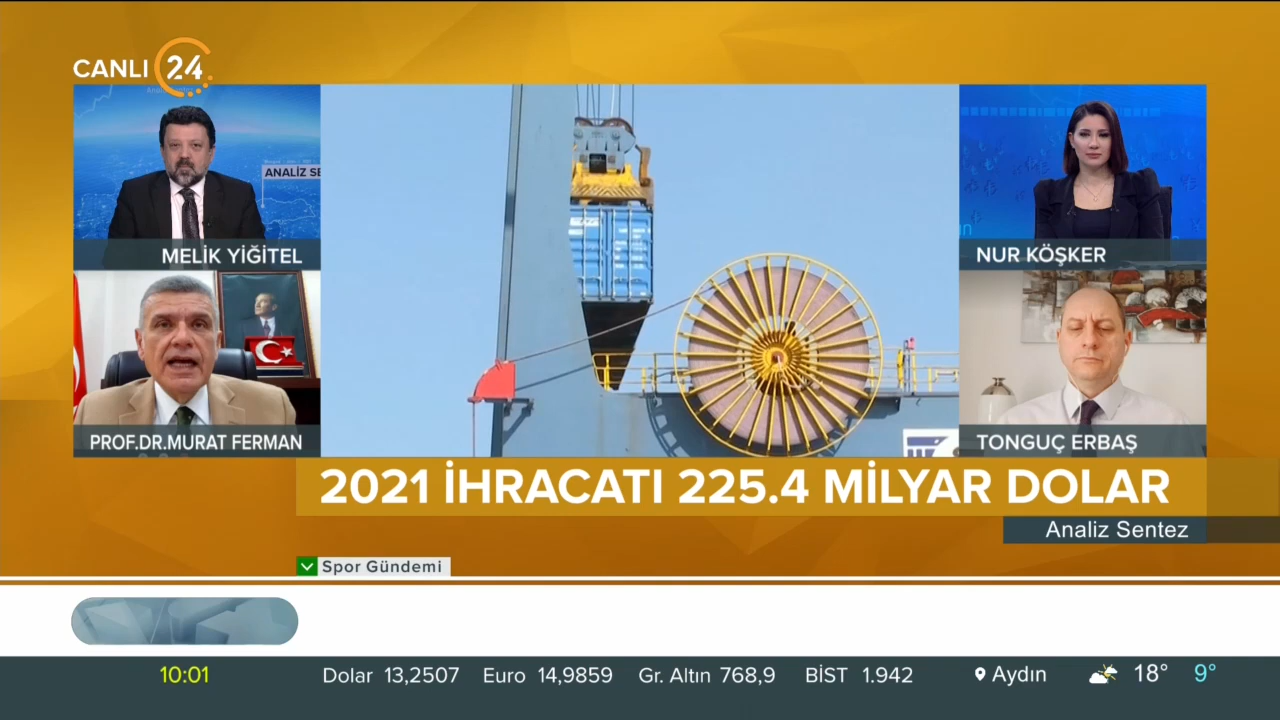 CANLI 24
ANALİZ SE
MELİK YİĞİTEL
NUR KÖŞKER
PROF.DR.MURAT FERMAN
TONGUÇ ERBAŞ
2021 İHRACATI 225.4 MİLYAR DOLAR
Analiz Sentez
Spor Gündemi
10:01 Dolar 13,2507 Euro 14,9859 Gr. Altın 768,9 BİST 1.942 Aydın 18° 9°